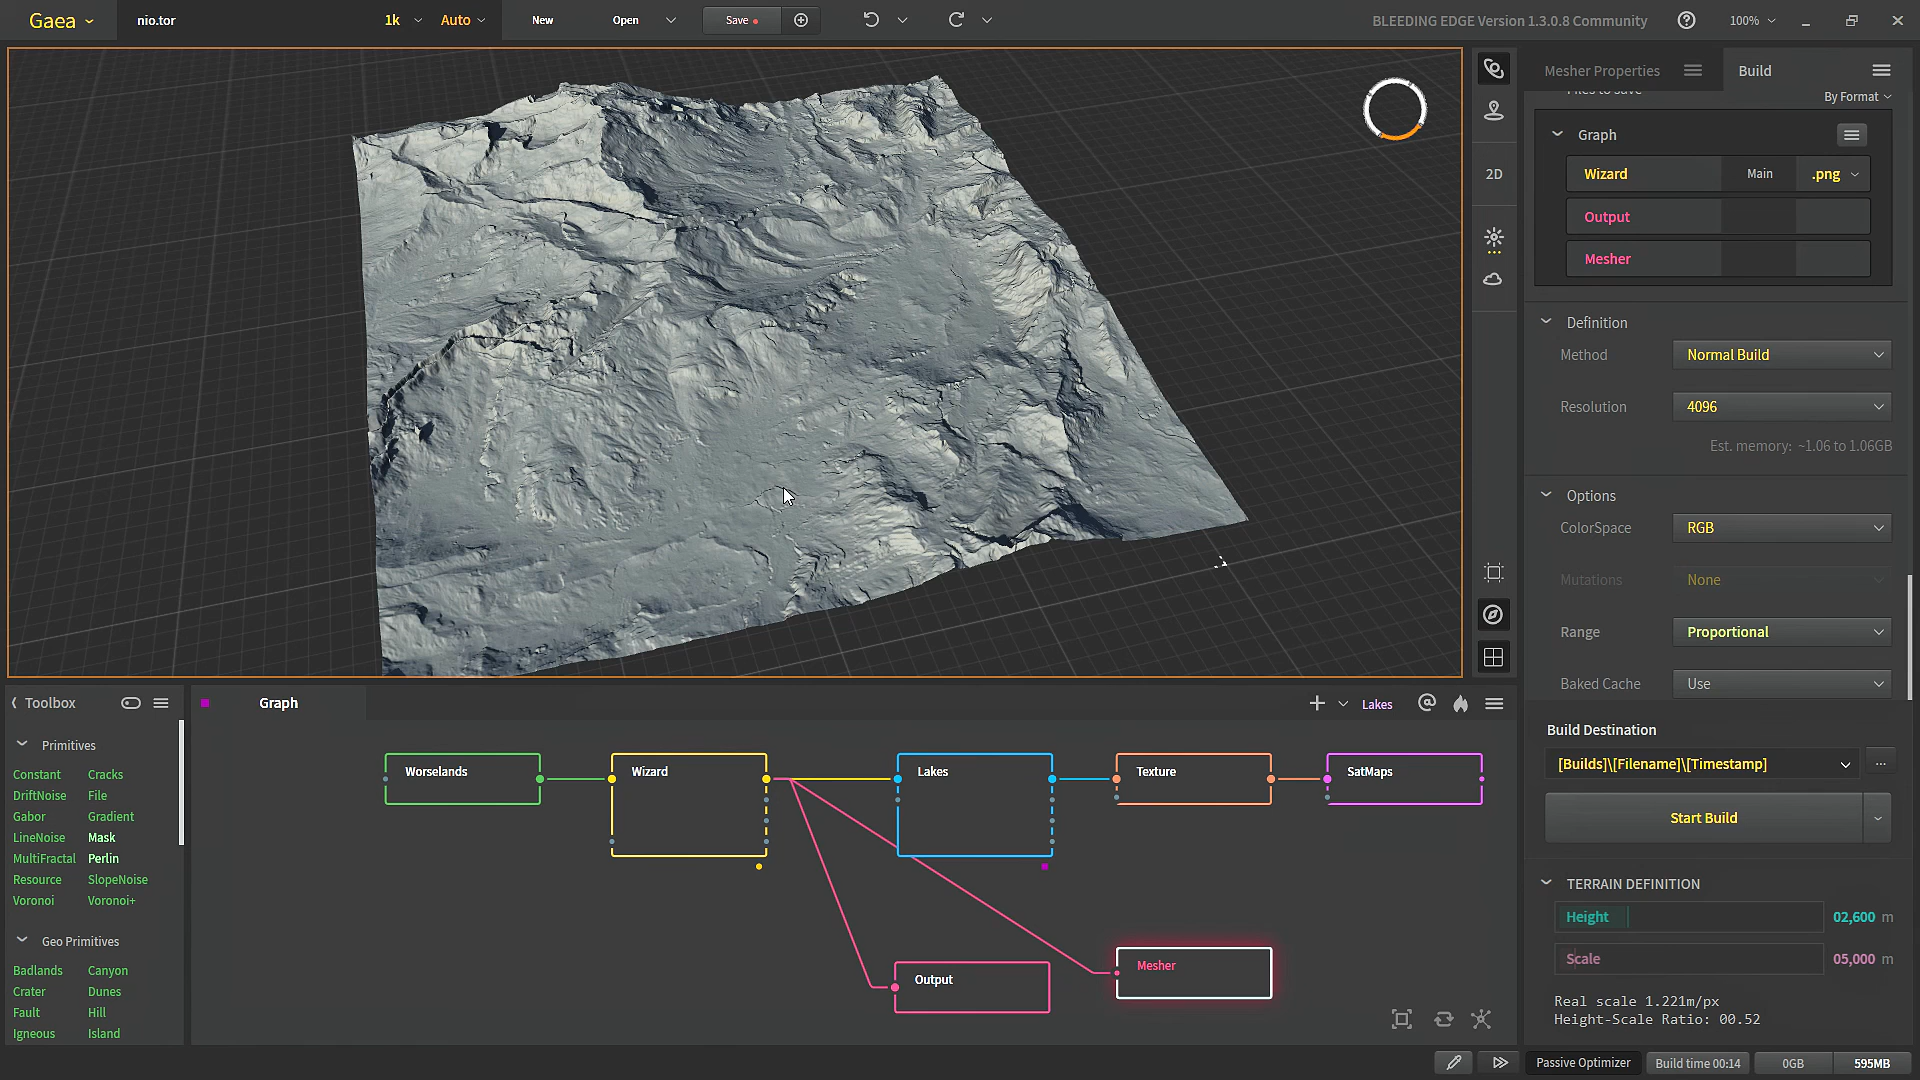 Gaea
nio.tor
1k
Auto
New
Open
Save
BLEEDING EDGE Version 1.3.0.8 Community
100%
2D
Mesher Properties
Build
Files to save
By Format
Graph
Wizard Main .png
Output
Mesher
Definition
Method Normal Build
Resolution 4096
Est. memory: ~1.06 to 1.06GB
Options
ColorSpace RGB
Mutations None
Range Proportional
Baked Cache Use
Build Destination
[Builds]\[Filename]\[Timestamp]
...
Start Build
TERRAIN DEFINITION
Height 02,600 m
Scale 05,000 m
Real scale 1.221m/px
Height-Scale Ratio: 00.52
Toolbox
Primitives
Constant Cracks
DriftNoise File
Gabor Gradient
LineNoise Mask
MultiFractal Perlin
Resource SlopeNoise
Voronoi Voronoi+
Geo Primitives
Badlands Canyon
Crater Dunes
Fault Hill
Igneous Island
Graph
Lakes
Worselands
Wizard
Lakes
Texture
SatMaps
Output
Mesher
Passive Optimizer
Build time 00:14
0GB
595MB